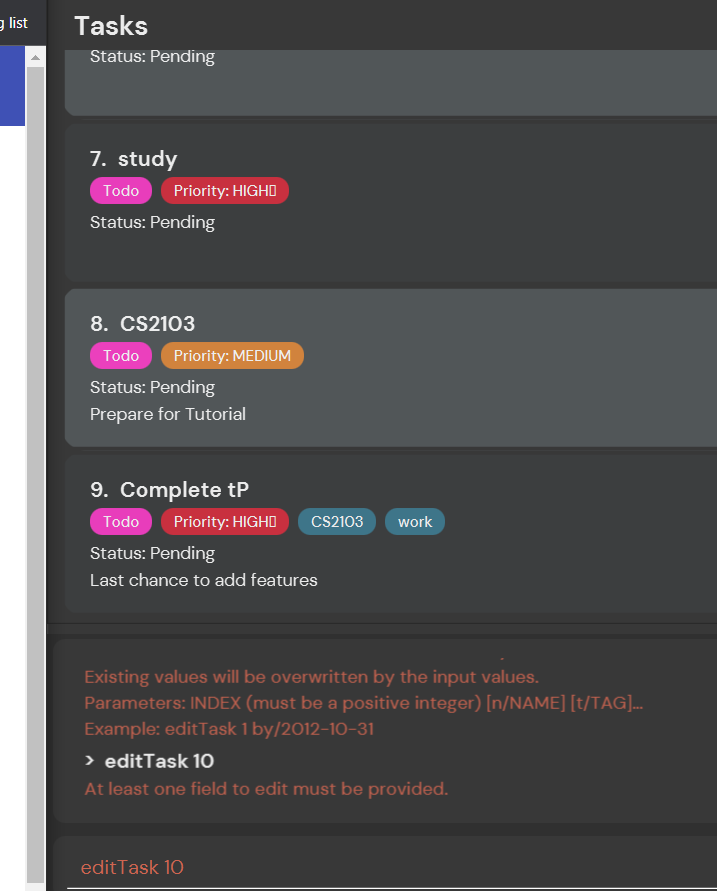 g list
Tasks
Status: Pending
7. study
Todo Priority: HIGH
Status: Pending
8. CS2103
Todo Priority: MEDIUM
Status: Pending
Prepare for Tutorial
9. Complete tP
Todo Priority: HIGH CS2103 work
Status: Pending
Last chance to add features
Existing values will be overwritten by the input values.
Parameters: INDEX (must be a positive integer) [n/NAME] [t/TAG]...
Example: editTask 1 by/2012-10-31
> editTask 10
At least one field to edit must be provided.
editTask 10